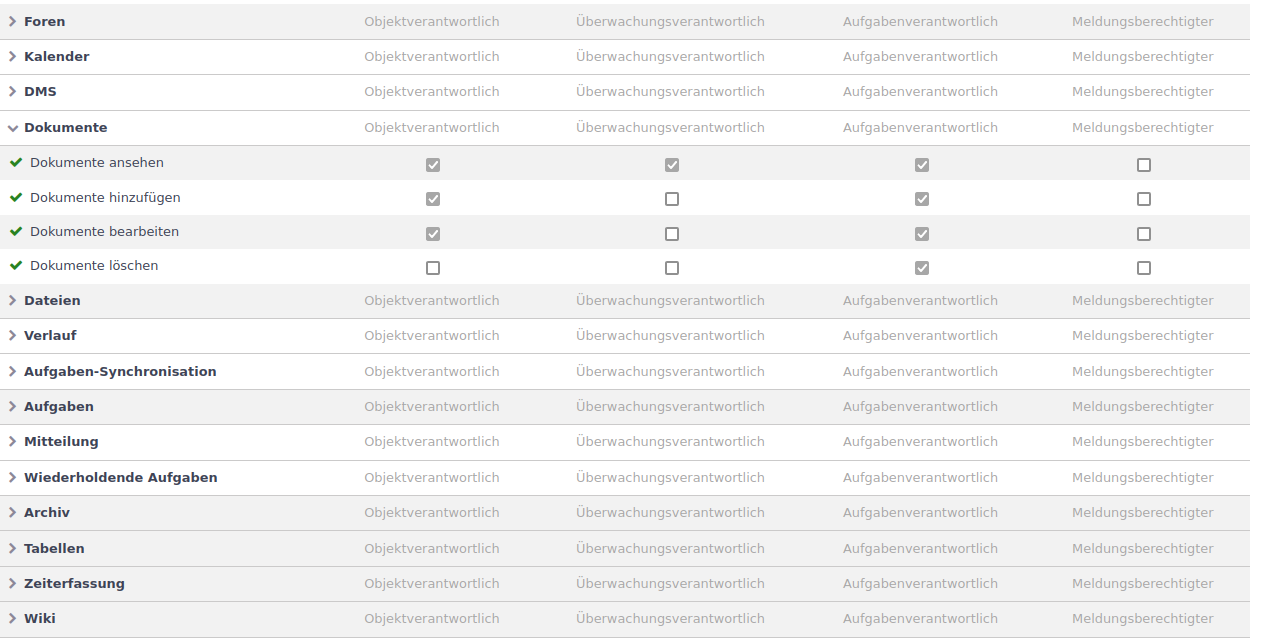 Foren Objektverantwortlich Überwachungsverantwortlich Aufgabenverantwortlich Meldungsberechtigter
Kalender Objektverantwortlich Überwachungsverantwortlich Aufgabenverantwortlich Meldungsberechtigter
DMS Objektverantwortlich Überwachungsverantwortlich Aufgabenverantwortlich Meldungsberechtigter
Dokumente Objektverantwortlich Überwachungsverantwortlich Aufgabenverantwortlich Meldungsberechtigter
Dokumente ansehen
Dokumente hinzufügen
Dokumente bearbeiten
Dokumente löschen
Dateien Objektverantwortlich Überwachungsverantwortlich Aufgabenverantwortlich Meldungsberechtigter
Verlauf Objektverantwortlich Überwachungsverantwortlich Aufgabenverantwortlich Meldungsberechtigter
Aufgaben-Synchronisation Objektverantwortlich Überwachungsverantwortlich Aufgabenverantwortlich Meldungsberechtigter
Aufgaben Objektverantwortlich Überwachungsverantwortlich Aufgabenverantwortlich Meldungsberechtigter
Mitteilung Objektverantwortlich Überwachungsverantwortlich Aufgabenverantwortlich Meldungsberechtigter
Wiederholende Aufgaben Objektverantwortlich Überwachungsverantwortlich Aufgabenverantwortlich Meldungsberechtigter
Archiv Objektverantwortlich Überwachungsverantwortlich Aufgabenverantwortlich Meldungsberechtigter
Tabellen Objektverantwortlich Überwachungsverantwortlich Aufgabenverantwortlich Meldungsberechtigter
Zeiterfassung Objektverantwortlich Überwachungsverantwortlich Aufgabenverantwortlich Meldungsberechtigter
Wiki Objektverantwortlich Überwachungsverantwortlich Aufgabenverantwortlich Meldungsberechtigter